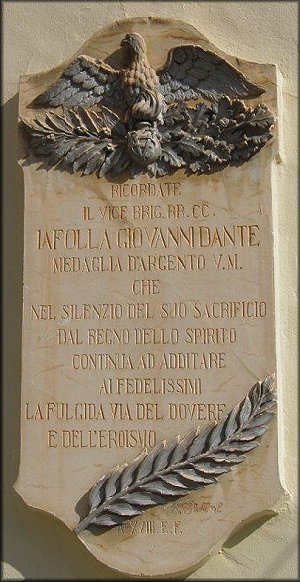 RICORDATE
IL VICE BRIG. RR. CC.
IAFOLLA GIOVANNI DANTE
MEDAGLIA D'ARGENTO V.M.
CHE
NEL SILENZIO DEL SUO SACRIFICIO
DAL REGNO DELLO SPIRITO
CONTINUA AD ADDITARE
AI FEDELISSIMI
LA FULGIDA VIA DEL DOVERE
E DELL'EROISMO
E.F.